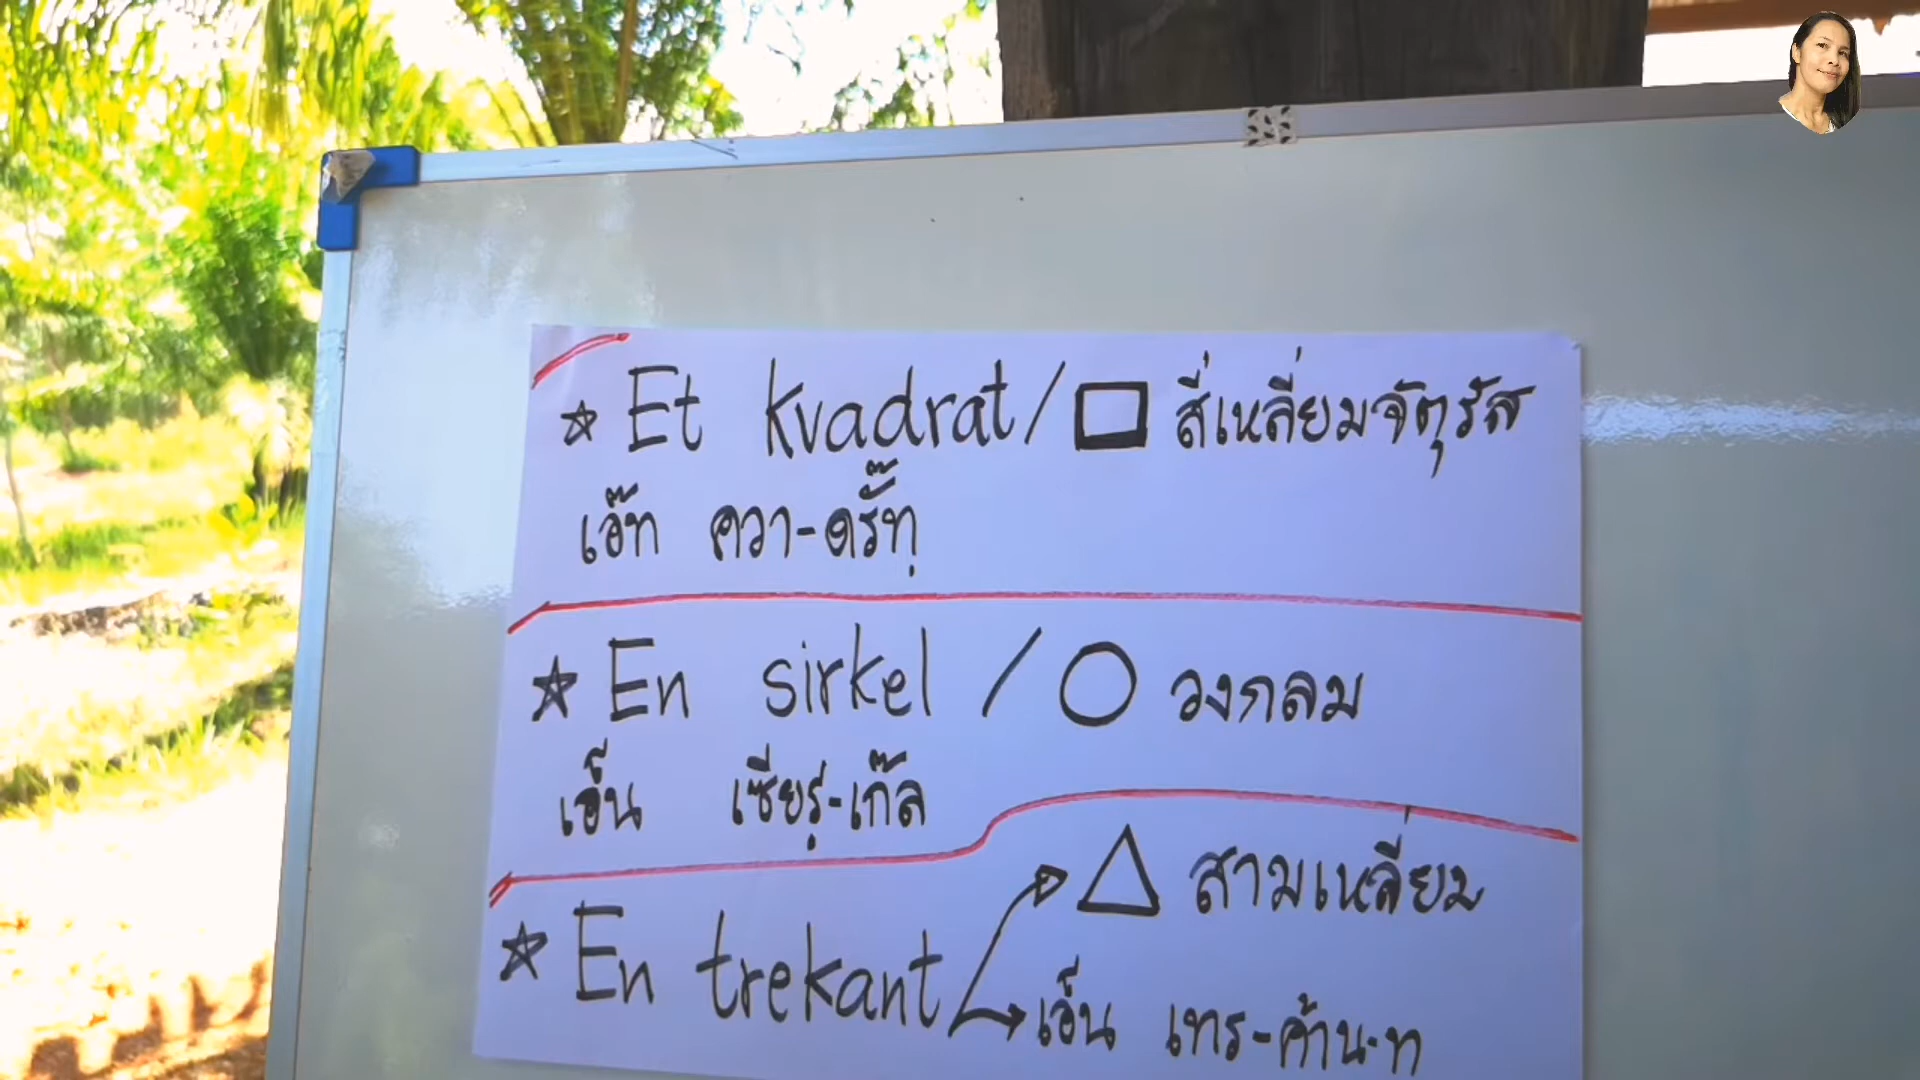 ☆ Et kvadrat / □ สี่เหลี่ยมจัตุรัส
เอ๊ท ควา-ดรั๊ทฺ
☆ En sirkel / ○ วงกลม
เอ็น เซียรฺ-เก๊ิล
△ สามเหลี่ยม
☆ En trekant
เอ็น เทร-ค้าน-ท